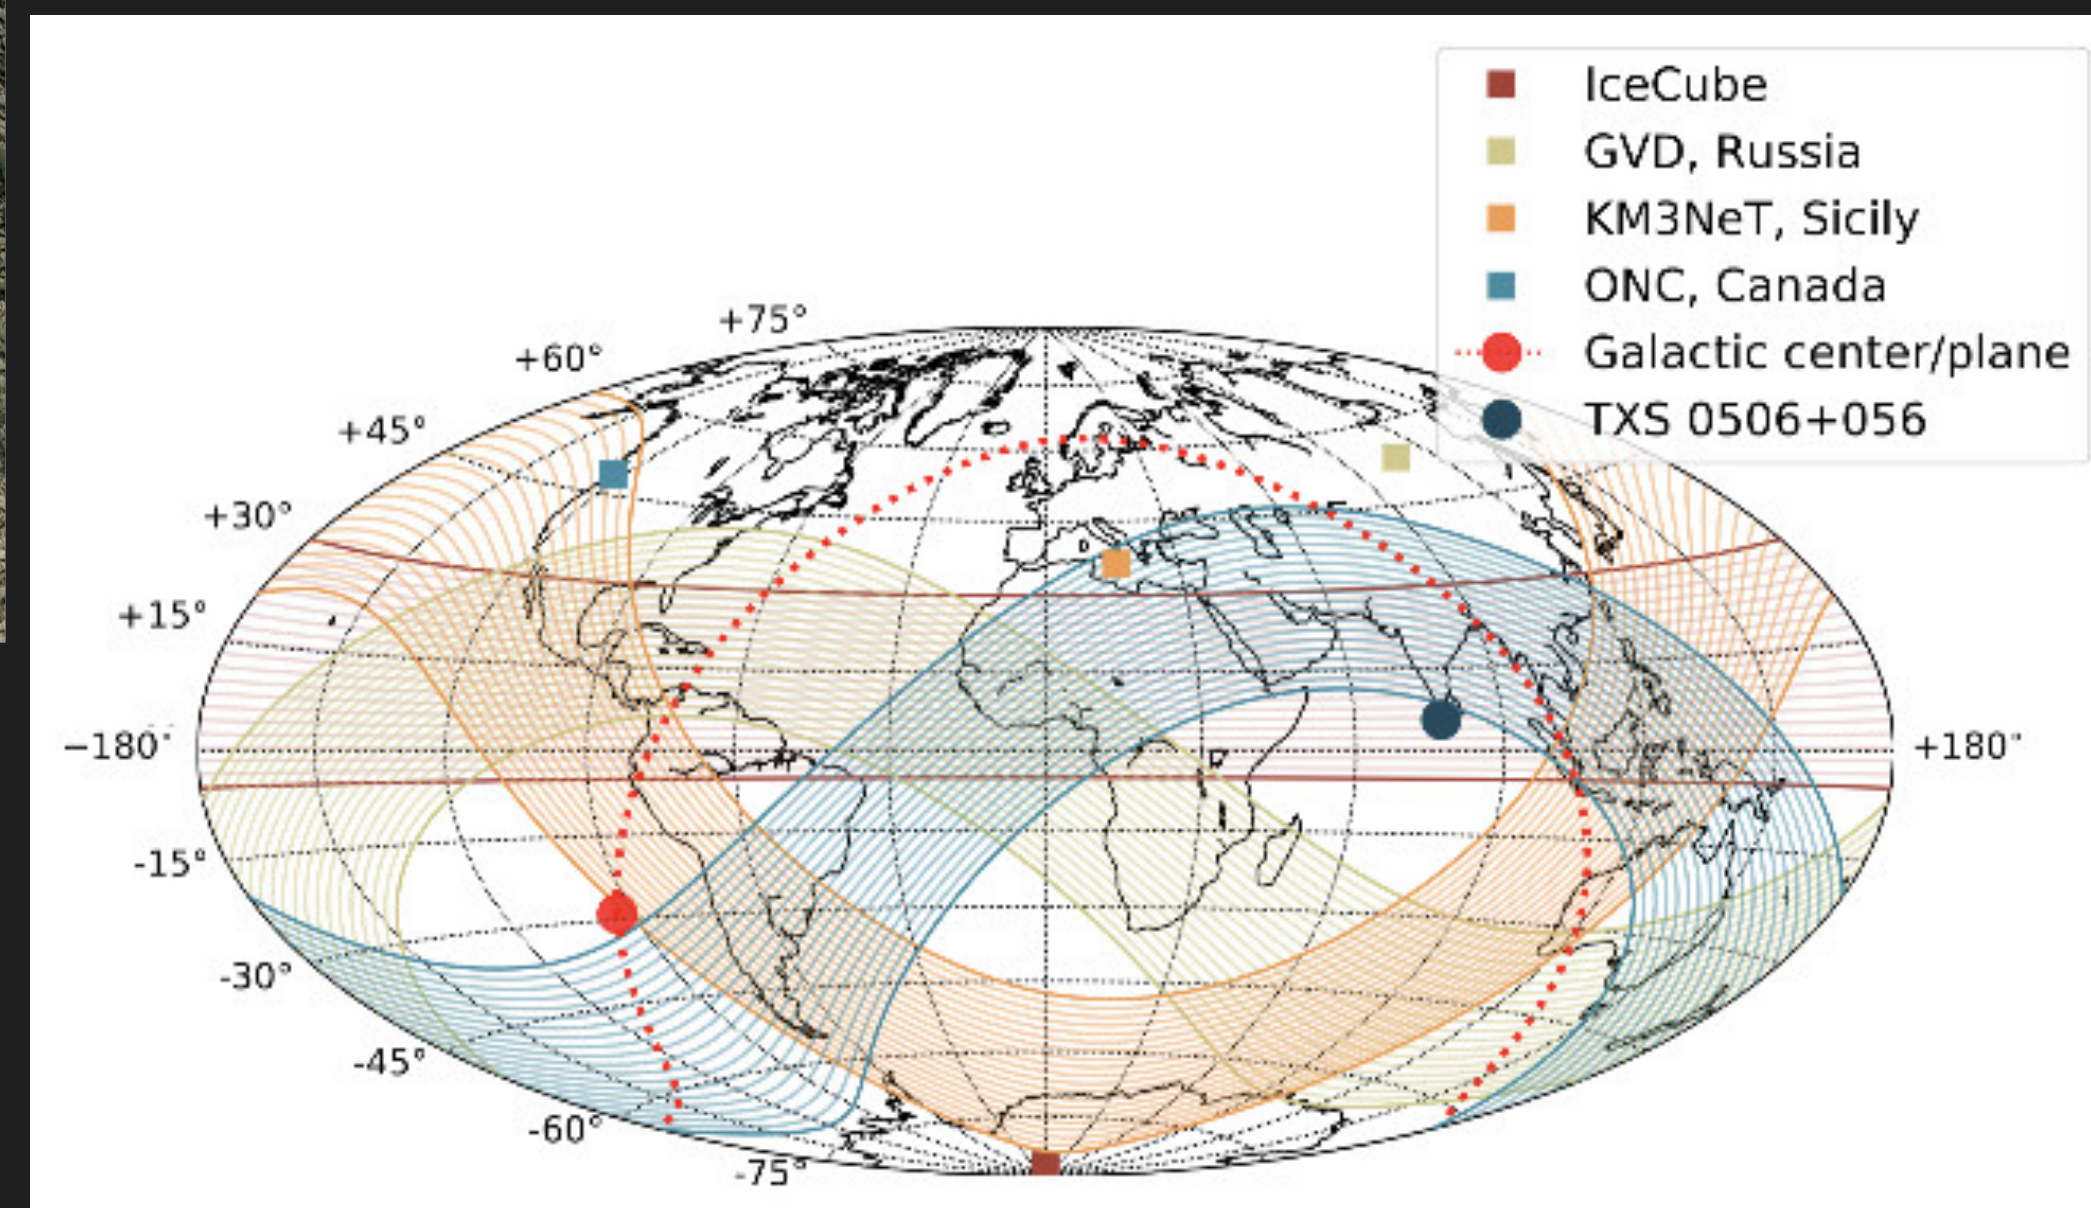 IceCube
GVD, Russia
KM3NeT, Sicily
ONC, Canada
Galactic center/plane
TXS 0506+056
+75°
+60°
+45°
+30°
+15°
−180°
+180°
-15°
-30°
-45°
-60°
-75°